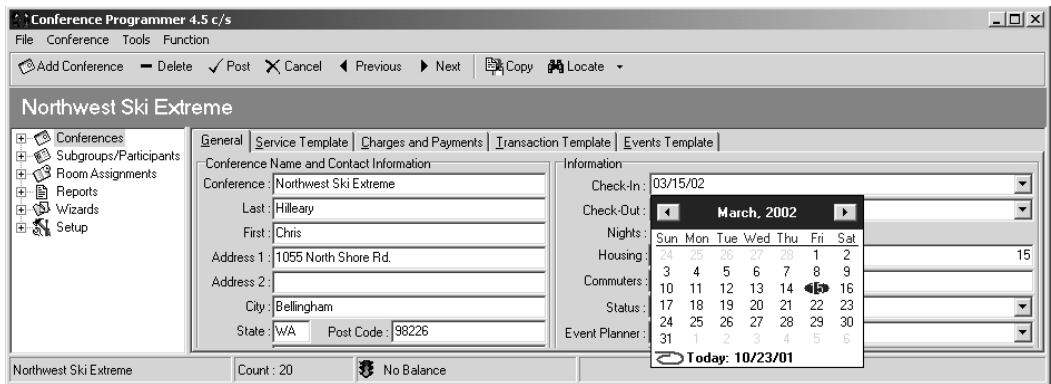 Conference Programmer 4.5 c/s
File Conference Tools Function
Add Conference Delete Post Cancel Previous Next Copy Locate
Northwest Ski Extreme
Conferences
Subgroups/Participants
Room Assignments
Reports
Wizards
Setup
General Service Template Charges and Payments Transaction Template Events Template
Conference Name and Contact Information
Conference : Northwest Ski Extreme
Last : Hilleary
First : Chris
Address 1 : 1055 North Shore Rd.
Address 2 :
City : Bellingham
State : WA Post Code : 98226
Information
Check-In : 03/15/02
Check-Out :
Nights :
Housing : 15
Commuters :
Status :
Event Planner :
March, 2002
Sun Mon Tue Wed Thu Fri Sat
24 25 26 27 28 1 2
3 4 5 6 7 8 9
10 11 12 13 14 15 16
17 18 19 20 21 22 23
24 25 26 27 28 29 30
31 1 2 3 4 5 6
Today: 10/23/01
Northwest Ski Extreme Count : 20 No Balance